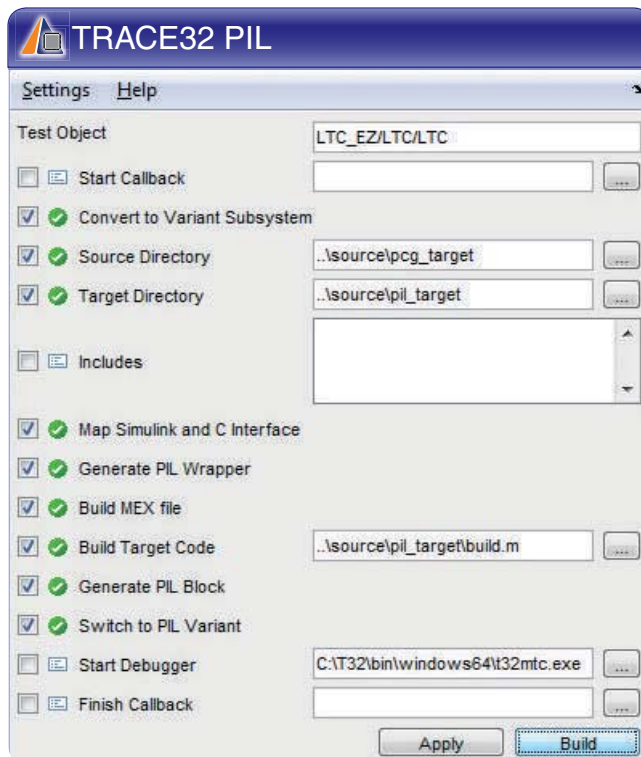 TRACE32 PIL
Settings Help
Test Object LTC_EZ/LTC/LTC
Start Callback ...
Convert to Variant Subsystem
Source Directory ..\source\pcg_target ...
Target Directory ..\source\pil_target ...
Includes
Map Simulink and C Interface
Generate PIL Wrapper
Build MEX file
Build Target Code ..\source\pil_target\build.m ...
Generate PIL Block
Switch to PIL Variant
Start Debugger C:\T32\bin\windows64\t32mtc.exe ...
Finish Callback ...
Apply Build